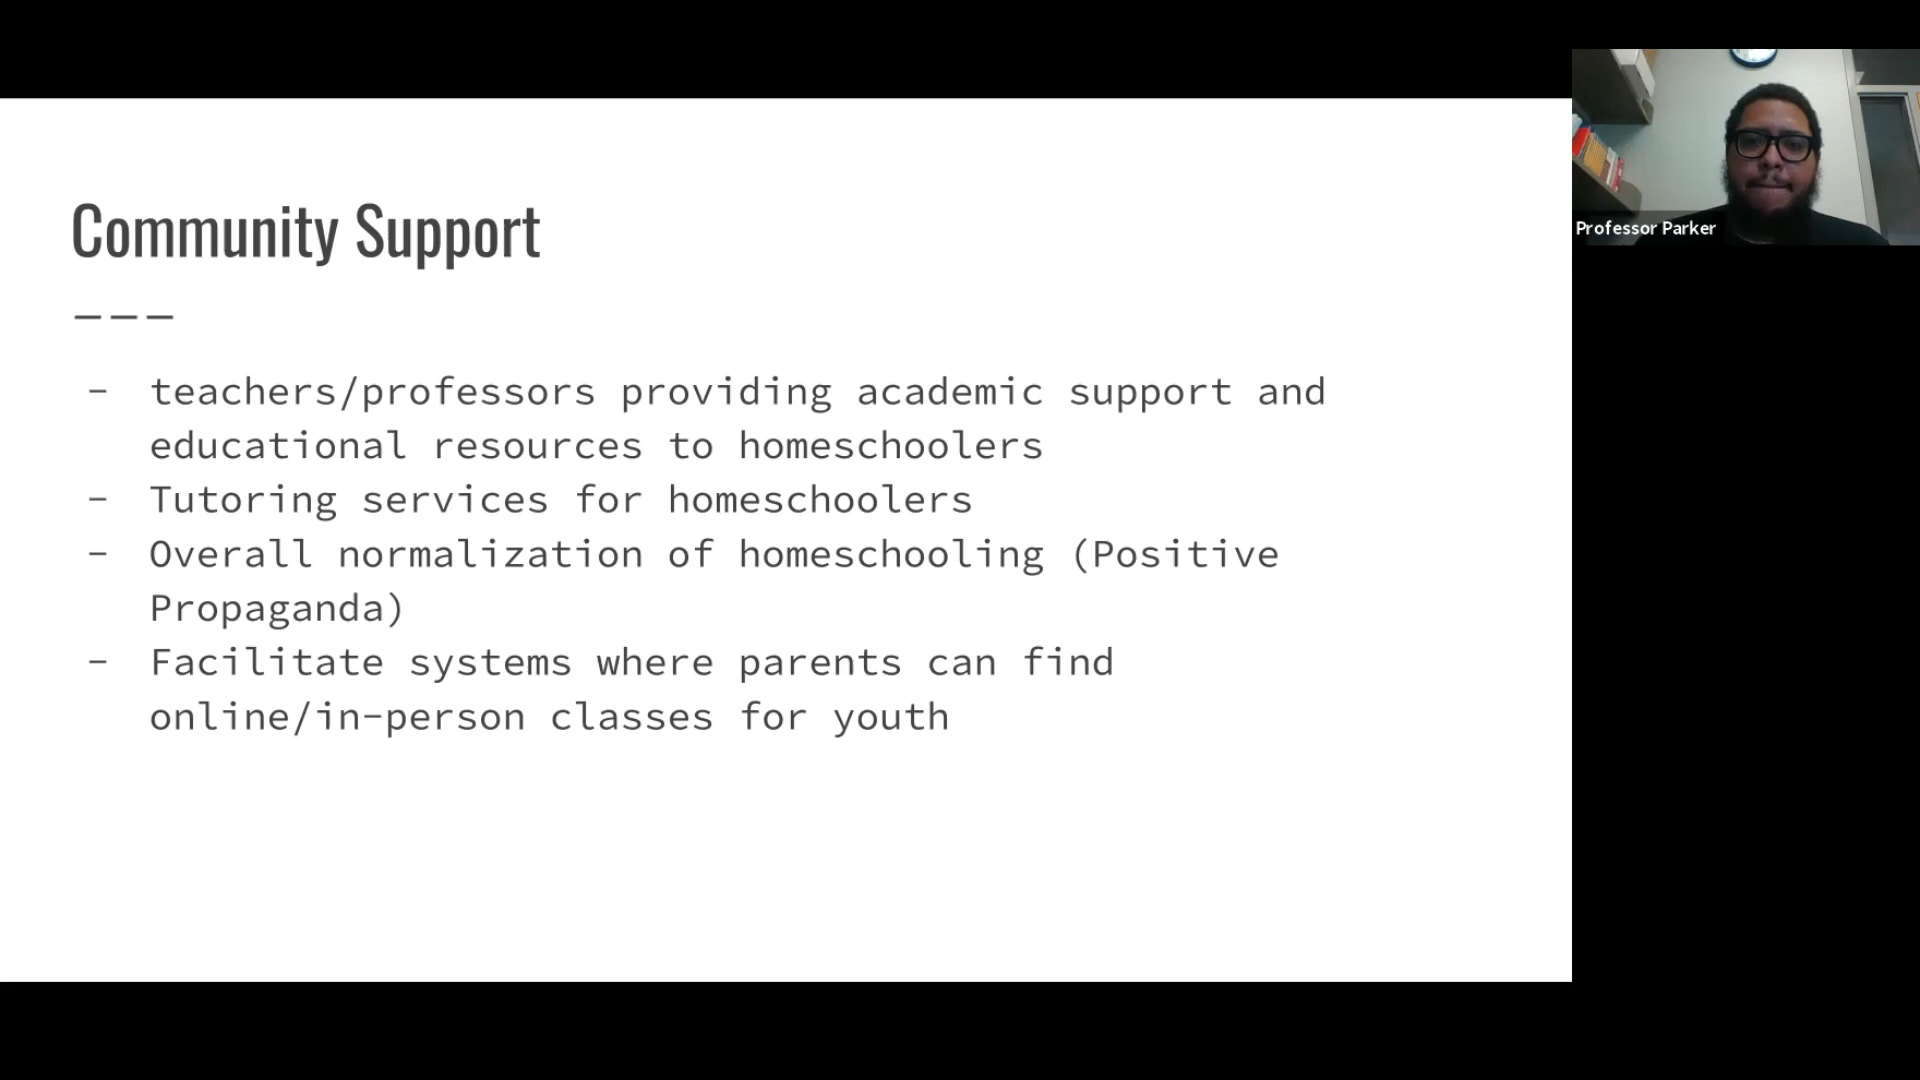 Community Support
———
- teachers/professors providing academic support and
educational resources to homeschoolers
- Tutoring services for homeschoolers
- Overall normalization of homeschooling (Positive
Propaganda)
- Facilitate systems where parents can find
online/in-person classes for youth
Professor Parker